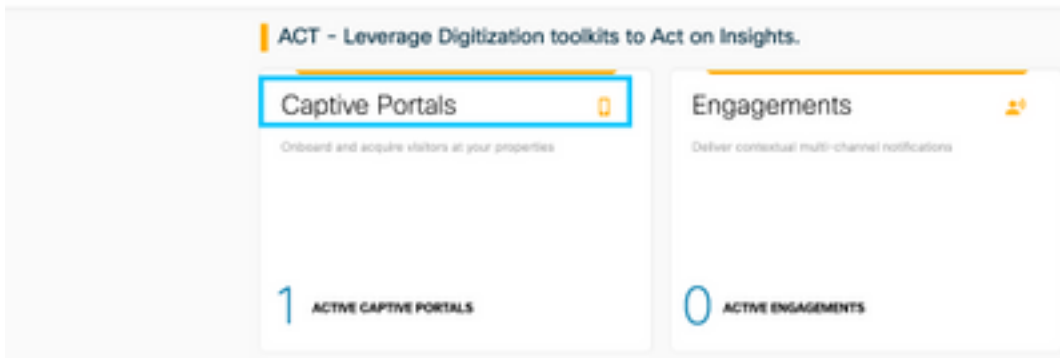 ACT - Leverage Digitization toolkits to Act on Insights.
Captive Portals
Onboard and acquire visitors at your properties
1 ACTIVE CAPTIVE PORTALS
Engagements
Deliver contextual multi-channel notifications
0 ACTIVE ENGAGEMENTS